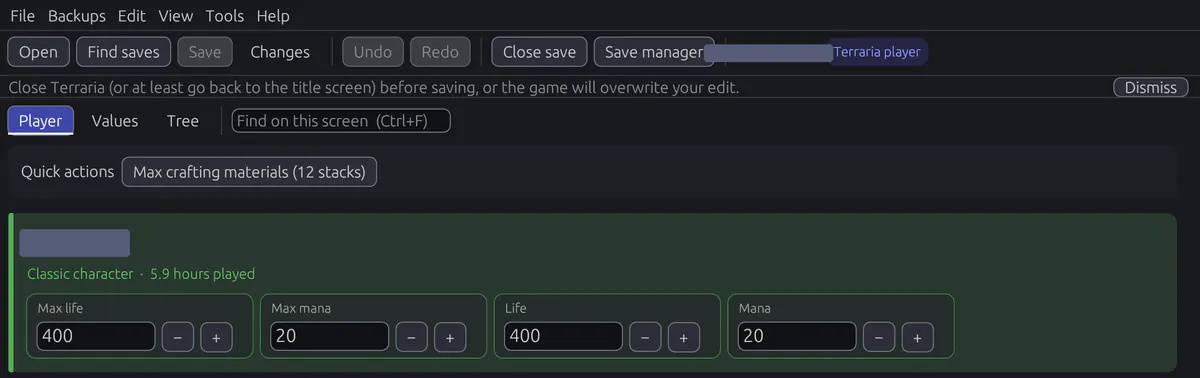 File Backups Edit View Tools Help
Open Find saves Save Changes Undo Redo Close save Save manager Terraria player
Close Terraria (or at least go back to the title screen) before saving, or the game will overwrite your edit. Dismiss
Player Values Tree Find on this screen (Ctrl+F)
Quick actions Max crafting materials (12 stacks)
Classic character · 5.9 hours played
Max life Max mana Life Mana
400 − + 20 − + 400 − + 20 − +